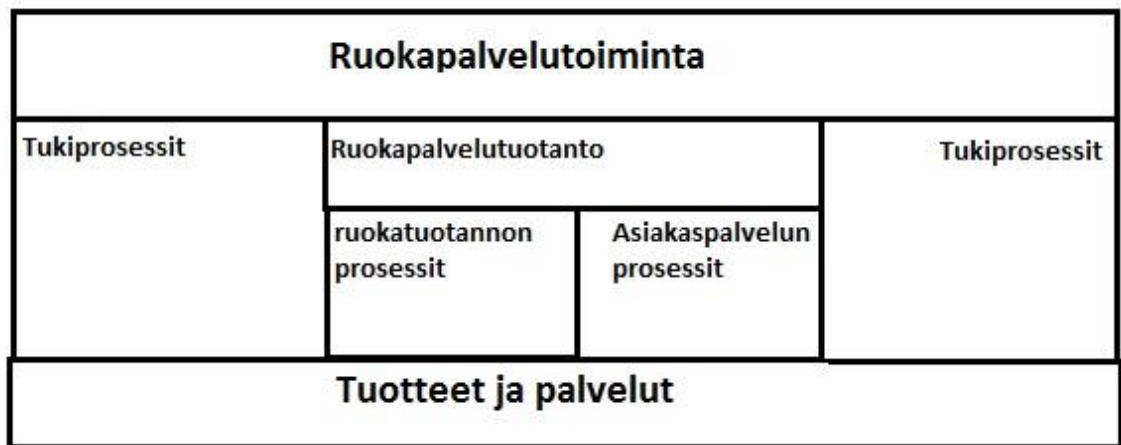 Ruokapalvelutoiminta
Tukiprosessit
Ruokapalvelutuotanto
Tukiprosessit
ruokatuotannon
prosessit
Asiakaspalvelun
prosessit
Tuotteet ja palvelut